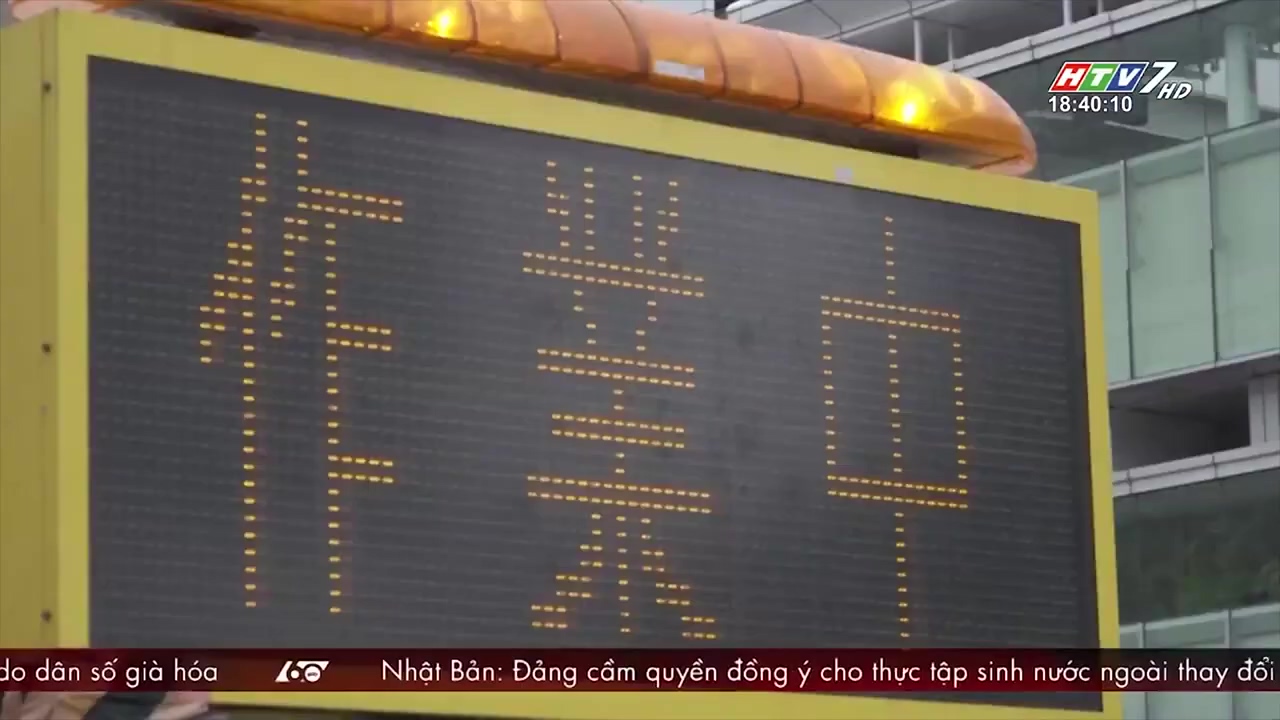 HTV7 HD
18:40:10
作業中
do dân số già hóa 60 Nhật Bản: Đảng cầm quyền đồng ý cho thực tập sinh nước ngoài thay đổi